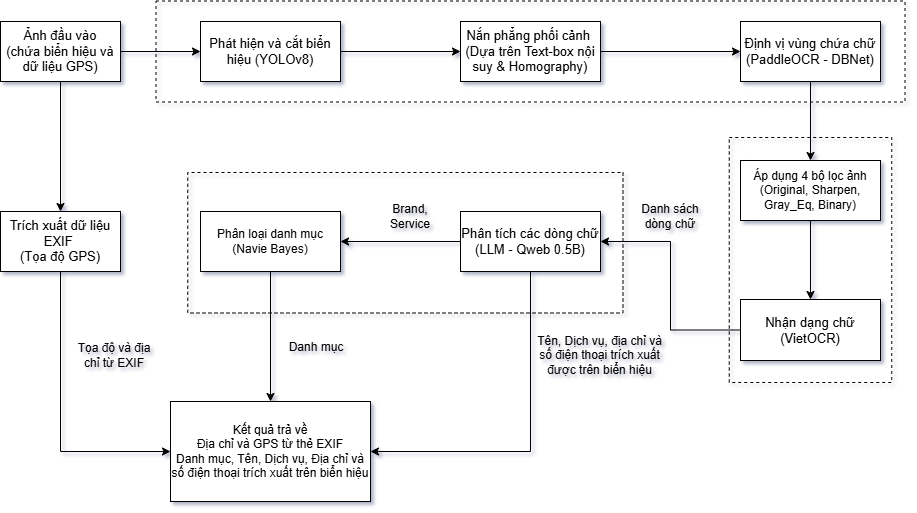 Ảnh đầu vào
(chứa biển hiệu và
dữ liệu GPS)
Phát hiện và cắt biển
hiệu (YOLOv8)
Nắn phẳng phối cảnh
(Dựa trên Text-box nội
suy & Homography)
Định vị vùng chứa chữ
(PaddleOCR - DBNet)
Áp dụng 4 bộ lọc ảnh
(Original, Sharpen,
Gray_Eq, Binary)
Nhận dạng chữ
(VietOCR)
Danh sách
dòng chữ
Phân tích các dòng chữ
(LLM - Qweb 0.5B)
Brand,
Service
Phân loại danh mục
(Navie Bayes)
Trích xuất dữ liệu
EXIF
(Tọa độ GPS)
Tọa độ và địa
chỉ từ EXIF
Danh mục
Tên, Dịch vụ, địa chỉ và
số điện thoại trích xuất
được trên biển hiệu
Kết quả trả về
Địa chỉ và GPS từ thẻ EXIF
Danh mục, Tên, Dịch vụ, Địa chỉ và
số điện thoại trích xuất trên biển hiệu